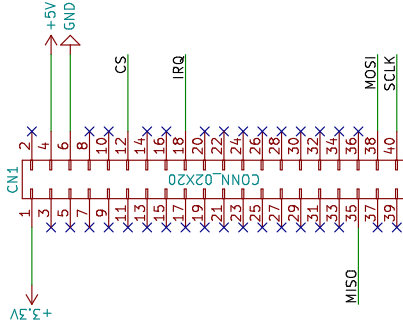 +5V
GND
CS
IRQ
MOSI
SCLK
2 4 6 8 10 12 14 16 18 20 22 24 26 28 30 32 34 36 38 40
CN1
CONN_02X20
1 3 5 7 9 11 13 15 17 19 21 23 25 27 29 31 33 35 37 39
+3.3V
MISO